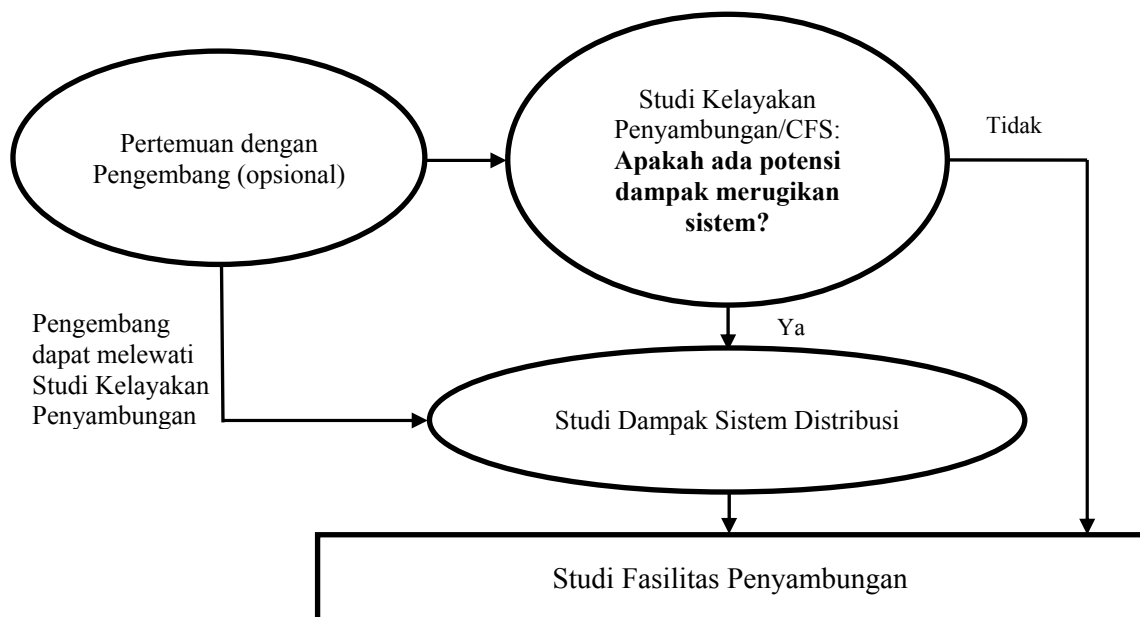 Pertemuan dengan
Pengembang (opsional)
Studi Kelayakan
Penyambungan/CFS:
Apakah ada potensi
dampak merugikan
sistem?
Tidak
Pengembang
dapat melewati
Studi Kelayakan
Penyambungan
Ya
Studi Dampak Sistem Distribusi
Studi Fasilitas Penyambungan